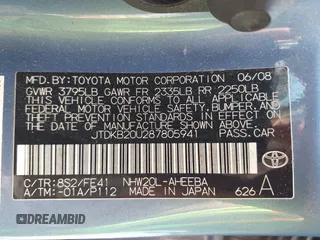 MFD.BY:TOYOTA MOTOR CORPORATION 06/08
GVWR 3795LB GAWR FR 2335LB RR 2250LB
THIS VEHICLE CONFORMS TO ALL APPLICABLE
FEDERAL MOTOR VEHICLE SAFETY,BUMPER,AND
THEFT PREVENTION STANDARDS IN EFFECT ON
THE DATE OF MANUFACTURE SHOWN ABOVE.
JTDKB20U287805941 PASS.CAR
TOYOTA
C/TR:8S2/FE41 NHW20L-AHEEBA
A/TM:-01A/P112 MADE IN JAPAN 626 A
AUTOBIDMASTER